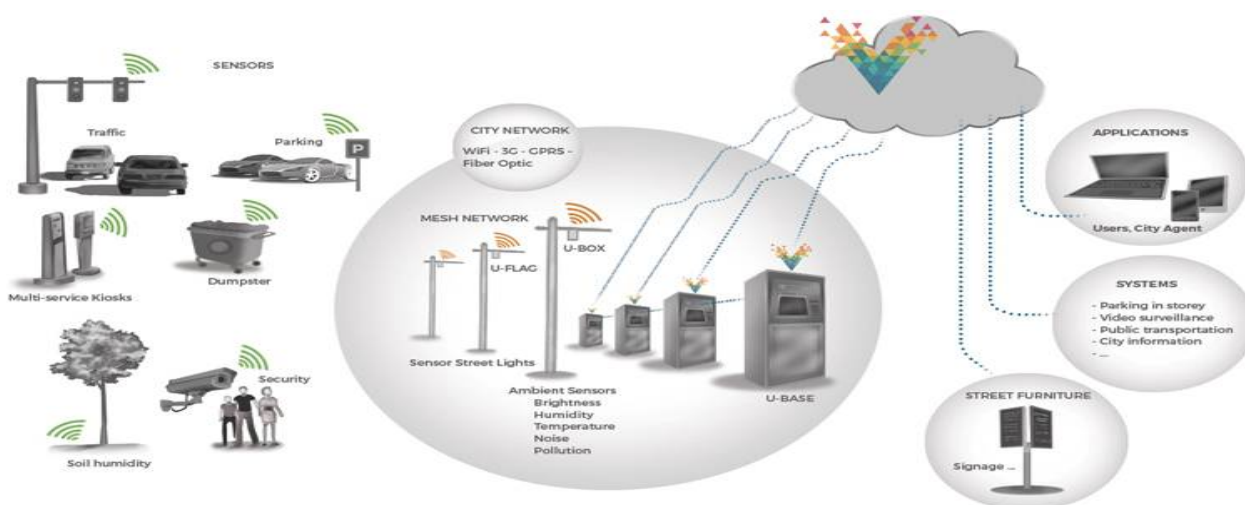 SENSORS
Traffic
Parking
P
Multi-service Kiosks
Dumpster
Soil humidity
Security
CITY NETWORK
WiFi - 3G - GPRS -
Fiber Optic
MESH NETWORK
U-BOX
U-FLAG
Sensor Street Lights
Ambient Sensors
Brightness
Humidity
Temperature
Noise
Pollution
U-BASE
APPLICATIONS
Users, City Agent
SYSTEMS
- Parking in storey
- Video surveillance
- Public transportation
- City information
- ...
STREET FURNITURE
Signage ...